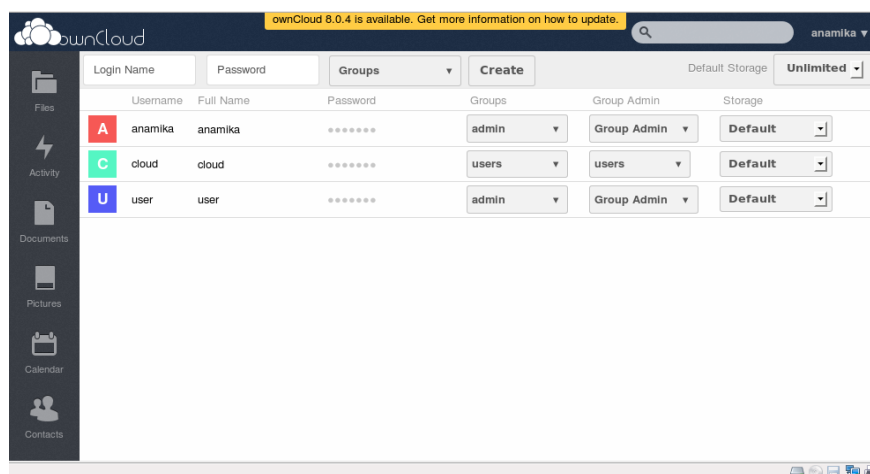 ownCloud 8.0.4 is available. Get more information on how to update.
ownCloud
anamika
Login Name Password Groups Create Default Storage Unlimited
Username Full Name Password Groups Group Admin Storage
A anamika anamika admin Group Admin Default
C cloud cloud users users Default
U user user admin Group Admin Default
Files
Activity
Documents
Pictures
Calendar
Contacts